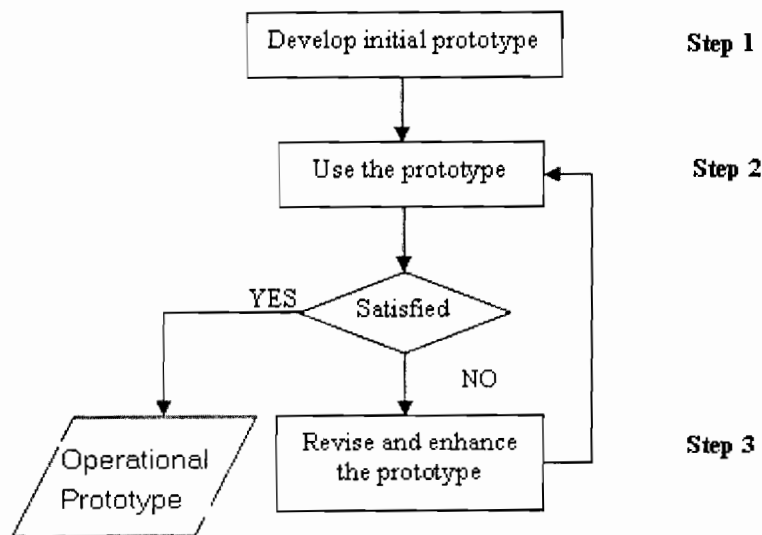 Develop initial prototype
Step 1
Use the prototype
Step 2
YES
Satisfied
NO
Operational
Prototype
Revise and enhance
the prototype
Step 3